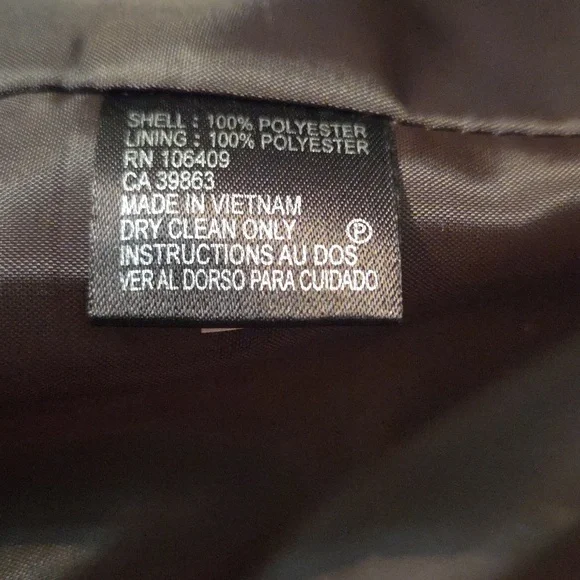 SHELL : 100% POLYESTER
LINING : 100% POLYESTER
RN 106409
CA 39863
MADE IN VIETNAM
DRY CLEAN ONLY Ⓟ
INSTRUCTIONS AU DOS
VER AL DORSO PARA CUIDADO